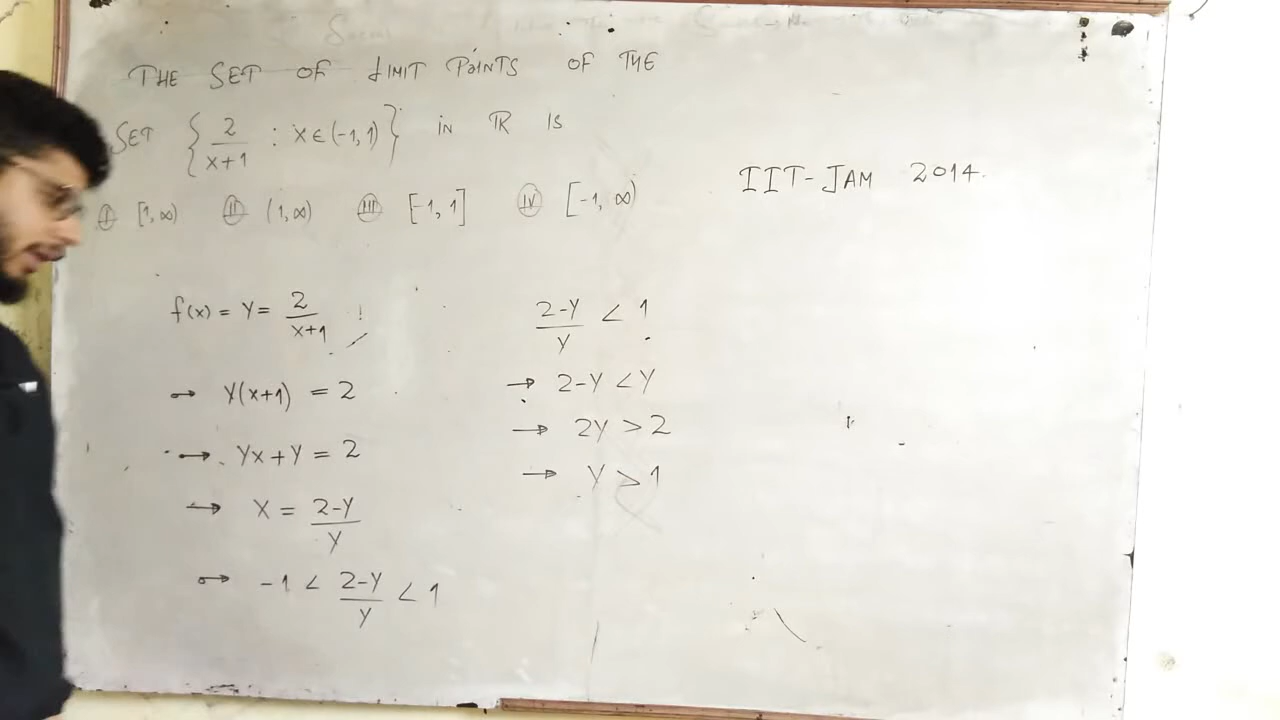 THE SET OF LIMIT POINTS OF THE
SET { 2/(x+1) : x ∈ (-1, 1) } IN ℝ IS
Ⓘ [1, ∞) Ⓘⓘ (1, ∞) ⒾⒾⒾ [-1, 1] ⒾⓋ [-1, ∞)
IIT-JAM 2014.
f(x) = y = 2/(x+1)
→ y(x+1) = 2
→ yx + y = 2
→ x = (2-y)/y
→ -1 < (2-y)/y < 1
(2-y)/y < 1
→ 2-y < y
→ 2y > 2
→ y > 1